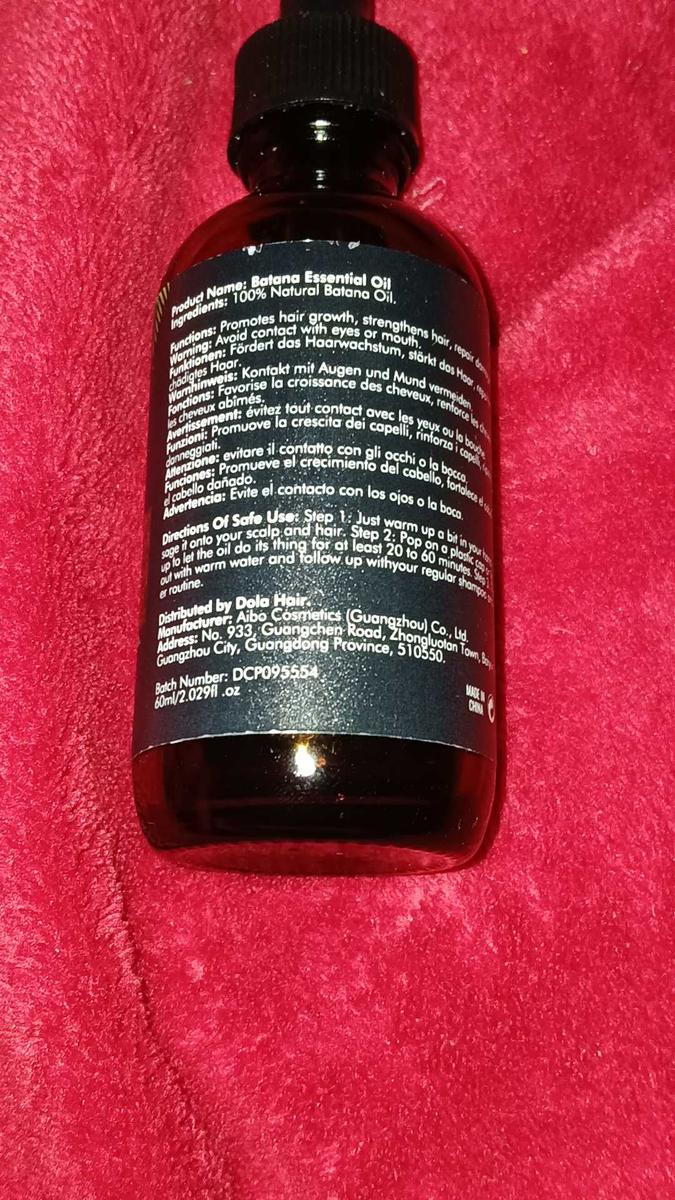 Product Name: Batana Essential Oil
Ingredients: 100% Natural Batana Oil.
Functions: Promotes hair growth, strengthens hair, repair
Warning: Avoid contact with eyes or mouth.
Funktionen: Fördert das Haarwachstum, stärkt das Haar,
chädigtes Haar.
Warnhinweis: Kontakt mit Augen und Mund vermeiden.
Fonctions: Favorise la croissance des cheveux, renforce les
les cheveux abîmés.
Avertissement: évitez tout contact avec les yeux ou la bouche.
Funzioni: Promuove la crescita dei capelli, rinforza i capelli,
danneggiati.
Attenzione: evitare il contatto con gli occhi o la bocca.
Funciones: Promueve el crecimiento del cabello, fortalece el
el cabello dañado.
Advertencia: Evite el contacto con los ojos o la boca.
Directions Of Safe Use: Step 1: Just warm up a bit in your
sage it onto your scalp and hair. Step 2: Pop on a plastic cap
up to let the oil do its thing for at least 20 to 60 minutes. Step
out with warm water and follow up withyour regular shampoo
er routine.
Distributed by Dola Hair.
Manufacturer: Aibo Cosmetics (Guangzhou) Co., Ltd.
Address: No. 933, Guangchen Road, Zhongluotan Town,
Guangzhou City, Guangdong Province, 510550.
Batch Number: DCP095554
60ml/2.029fl .oz
MADE IN
CHINA